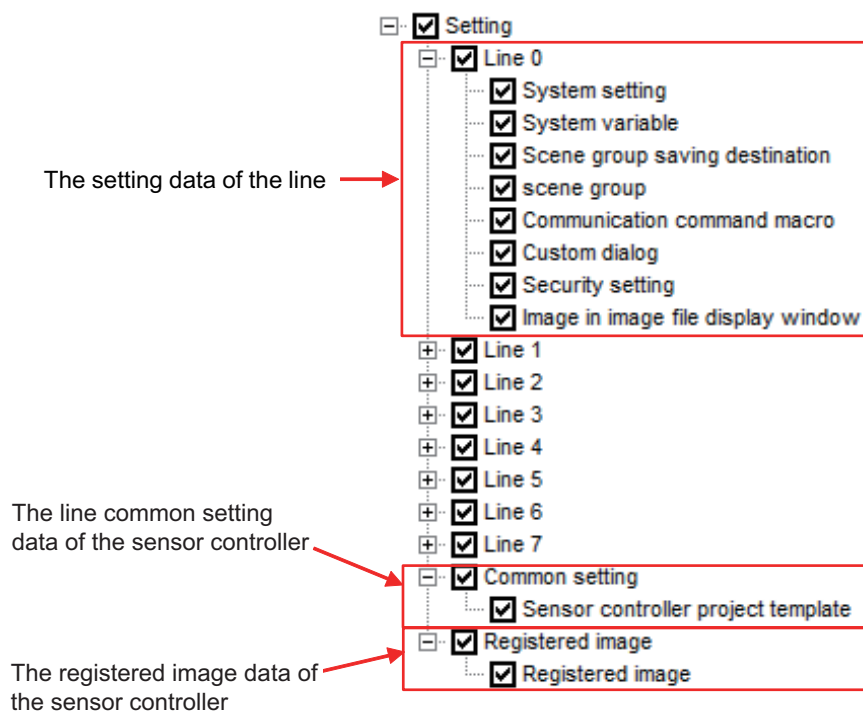 Setting
Line 0
System setting
System variable
Scene group saving destination
The setting data of the line
scene group
Communication command macro
Custom dialog
Security setting
Image in image file display window
Line 1
Line 2
Line 3
Line 4
Line 5
Line 6
Line 7
The line common setting
data of the sensor controller
Common setting
Sensor controller project template
Registered image
Registered image
The registered image data of
the sensor controller